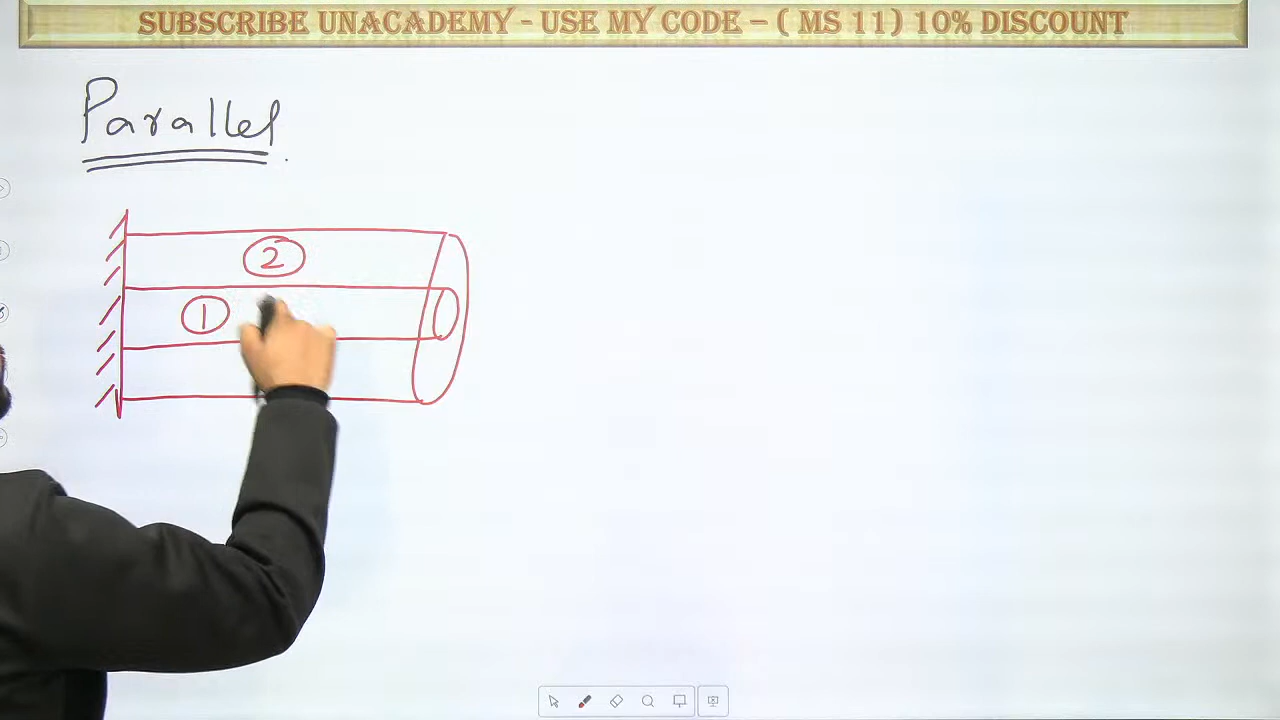 SUBSCRIBE UNACADEMY - USE MY CODE – ( MS 11) 10% DISCOUNT
Parallel
2
1